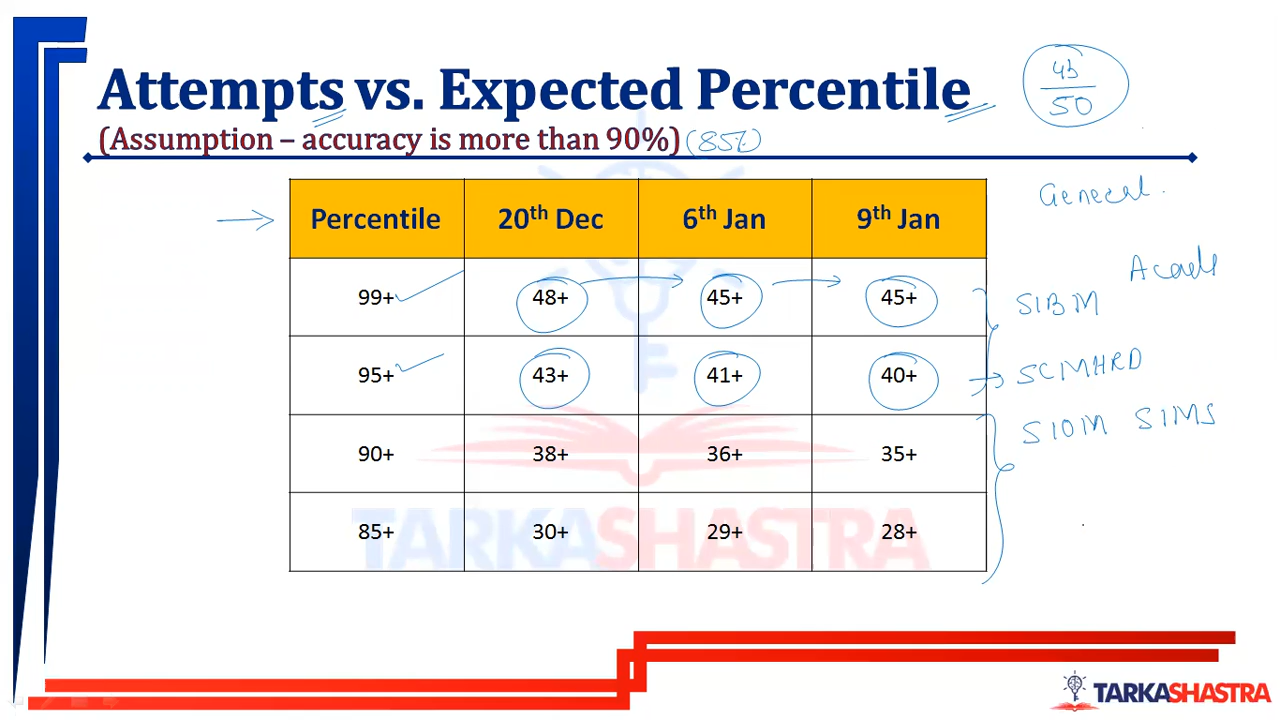 Attempts vs. Expected Percentile
45
50
(Assumption – accuracy is more than 90%) (85%)
General.
Percentile 20th Dec 6th Jan 9th Jan
99+ 48+ 45+ 45+
SIBM
95+ 43+ 41+ 40+
SCMHRD
SIOM SIMS
90+ 38+ 36+ 35+
85+ 30+ 29+ 28+
TARKASHASTRA
TARKASHASTRA